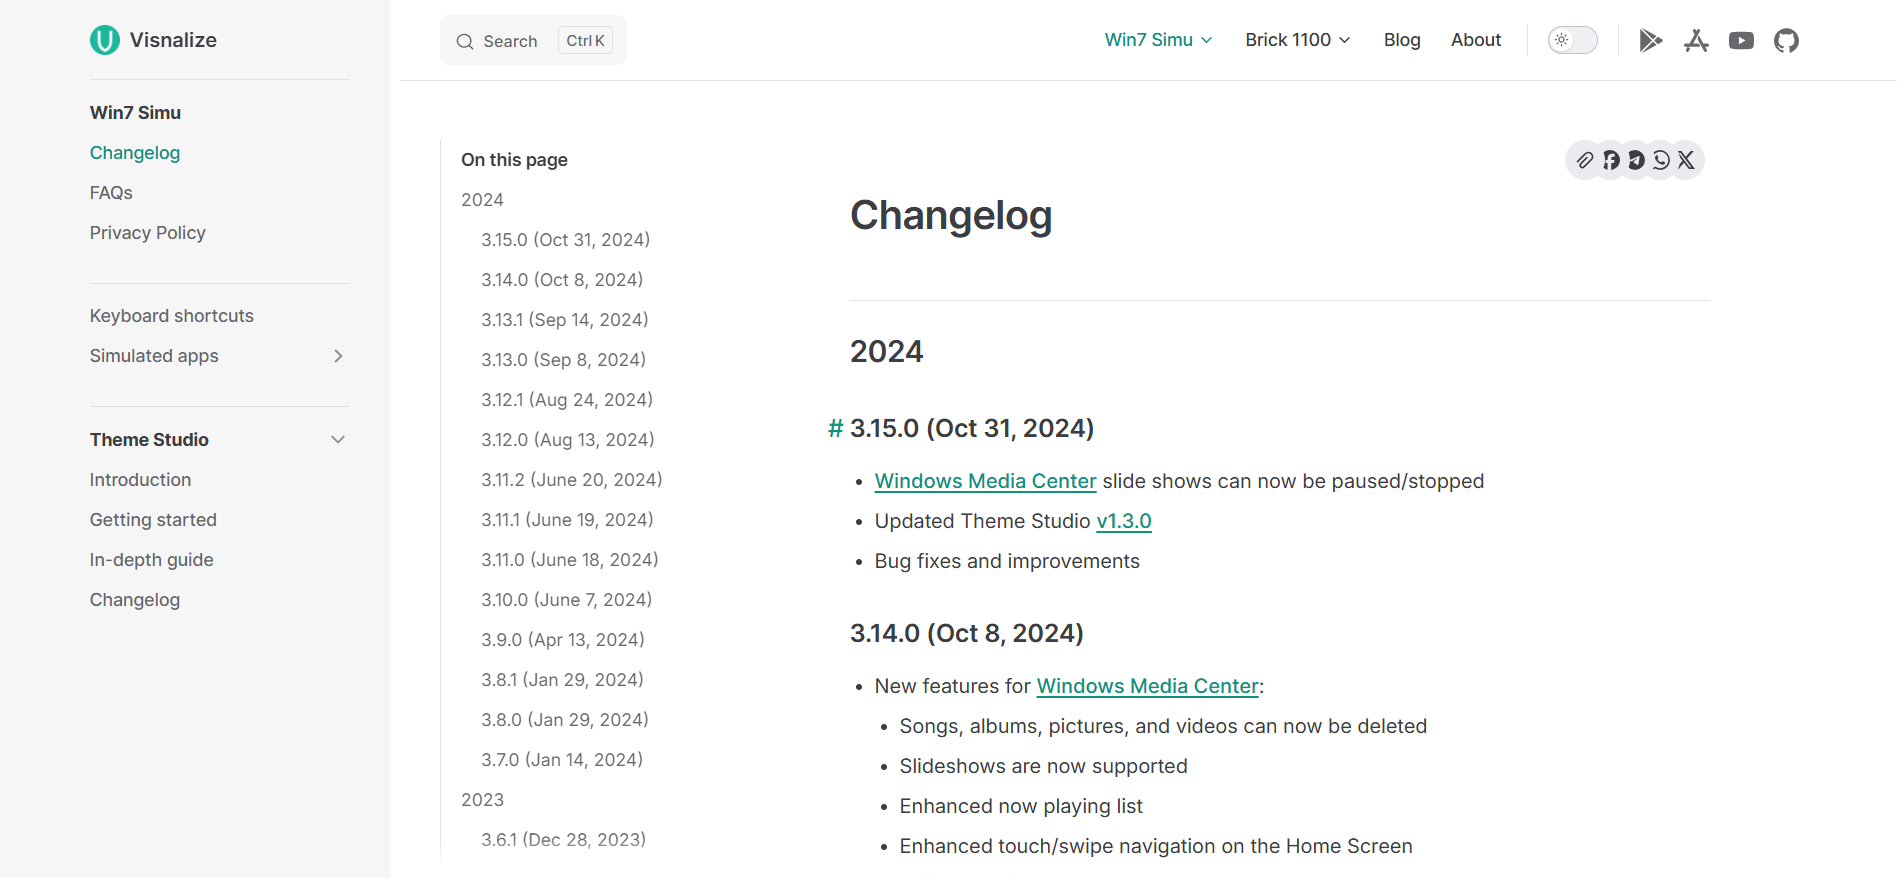 Visnalize
Search Ctrl K
Win7 Simu
Brick 1100
Blog
About
Win7 Simu
Changelog
FAQs
Privacy Policy
Keyboard shortcuts
Simulated apps
Theme Studio
Introduction
Getting started
In-depth guide
Changelog
On this page
2024
3.15.0 (Oct 31, 2024)
3.14.0 (Oct 8, 2024)
3.13.1 (Sep 14, 2024)
3.13.0 (Sep 8, 2024)
3.12.1 (Aug 24, 2024)
3.12.0 (Aug 13, 2024)
3.11.2 (June 20, 2024)
3.11.1 (June 19, 2024)
3.11.0 (June 18, 2024)
3.10.0 (June 7, 2024)
3.9.0 (Apr 13, 2024)
3.8.1 (Jan 29, 2024)
3.8.0 (Jan 29, 2024)
3.7.0 (Jan 14, 2024)
2023
3.6.1 (Dec 28, 2023)
Changelog
2024
# 3.15.0 (Oct 31, 2024)
• Windows Media Center slide shows can now be paused/stopped
• Updated Theme Studio v1.3.0
• Bug fixes and improvements
3.14.0 (Oct 8, 2024)
• New features for Windows Media Center:
• Songs, albums, pictures, and videos can now be deleted
• Slideshows are now supported
• Enhanced now playing list
• Enhanced touch/swipe navigation on the Home Screen